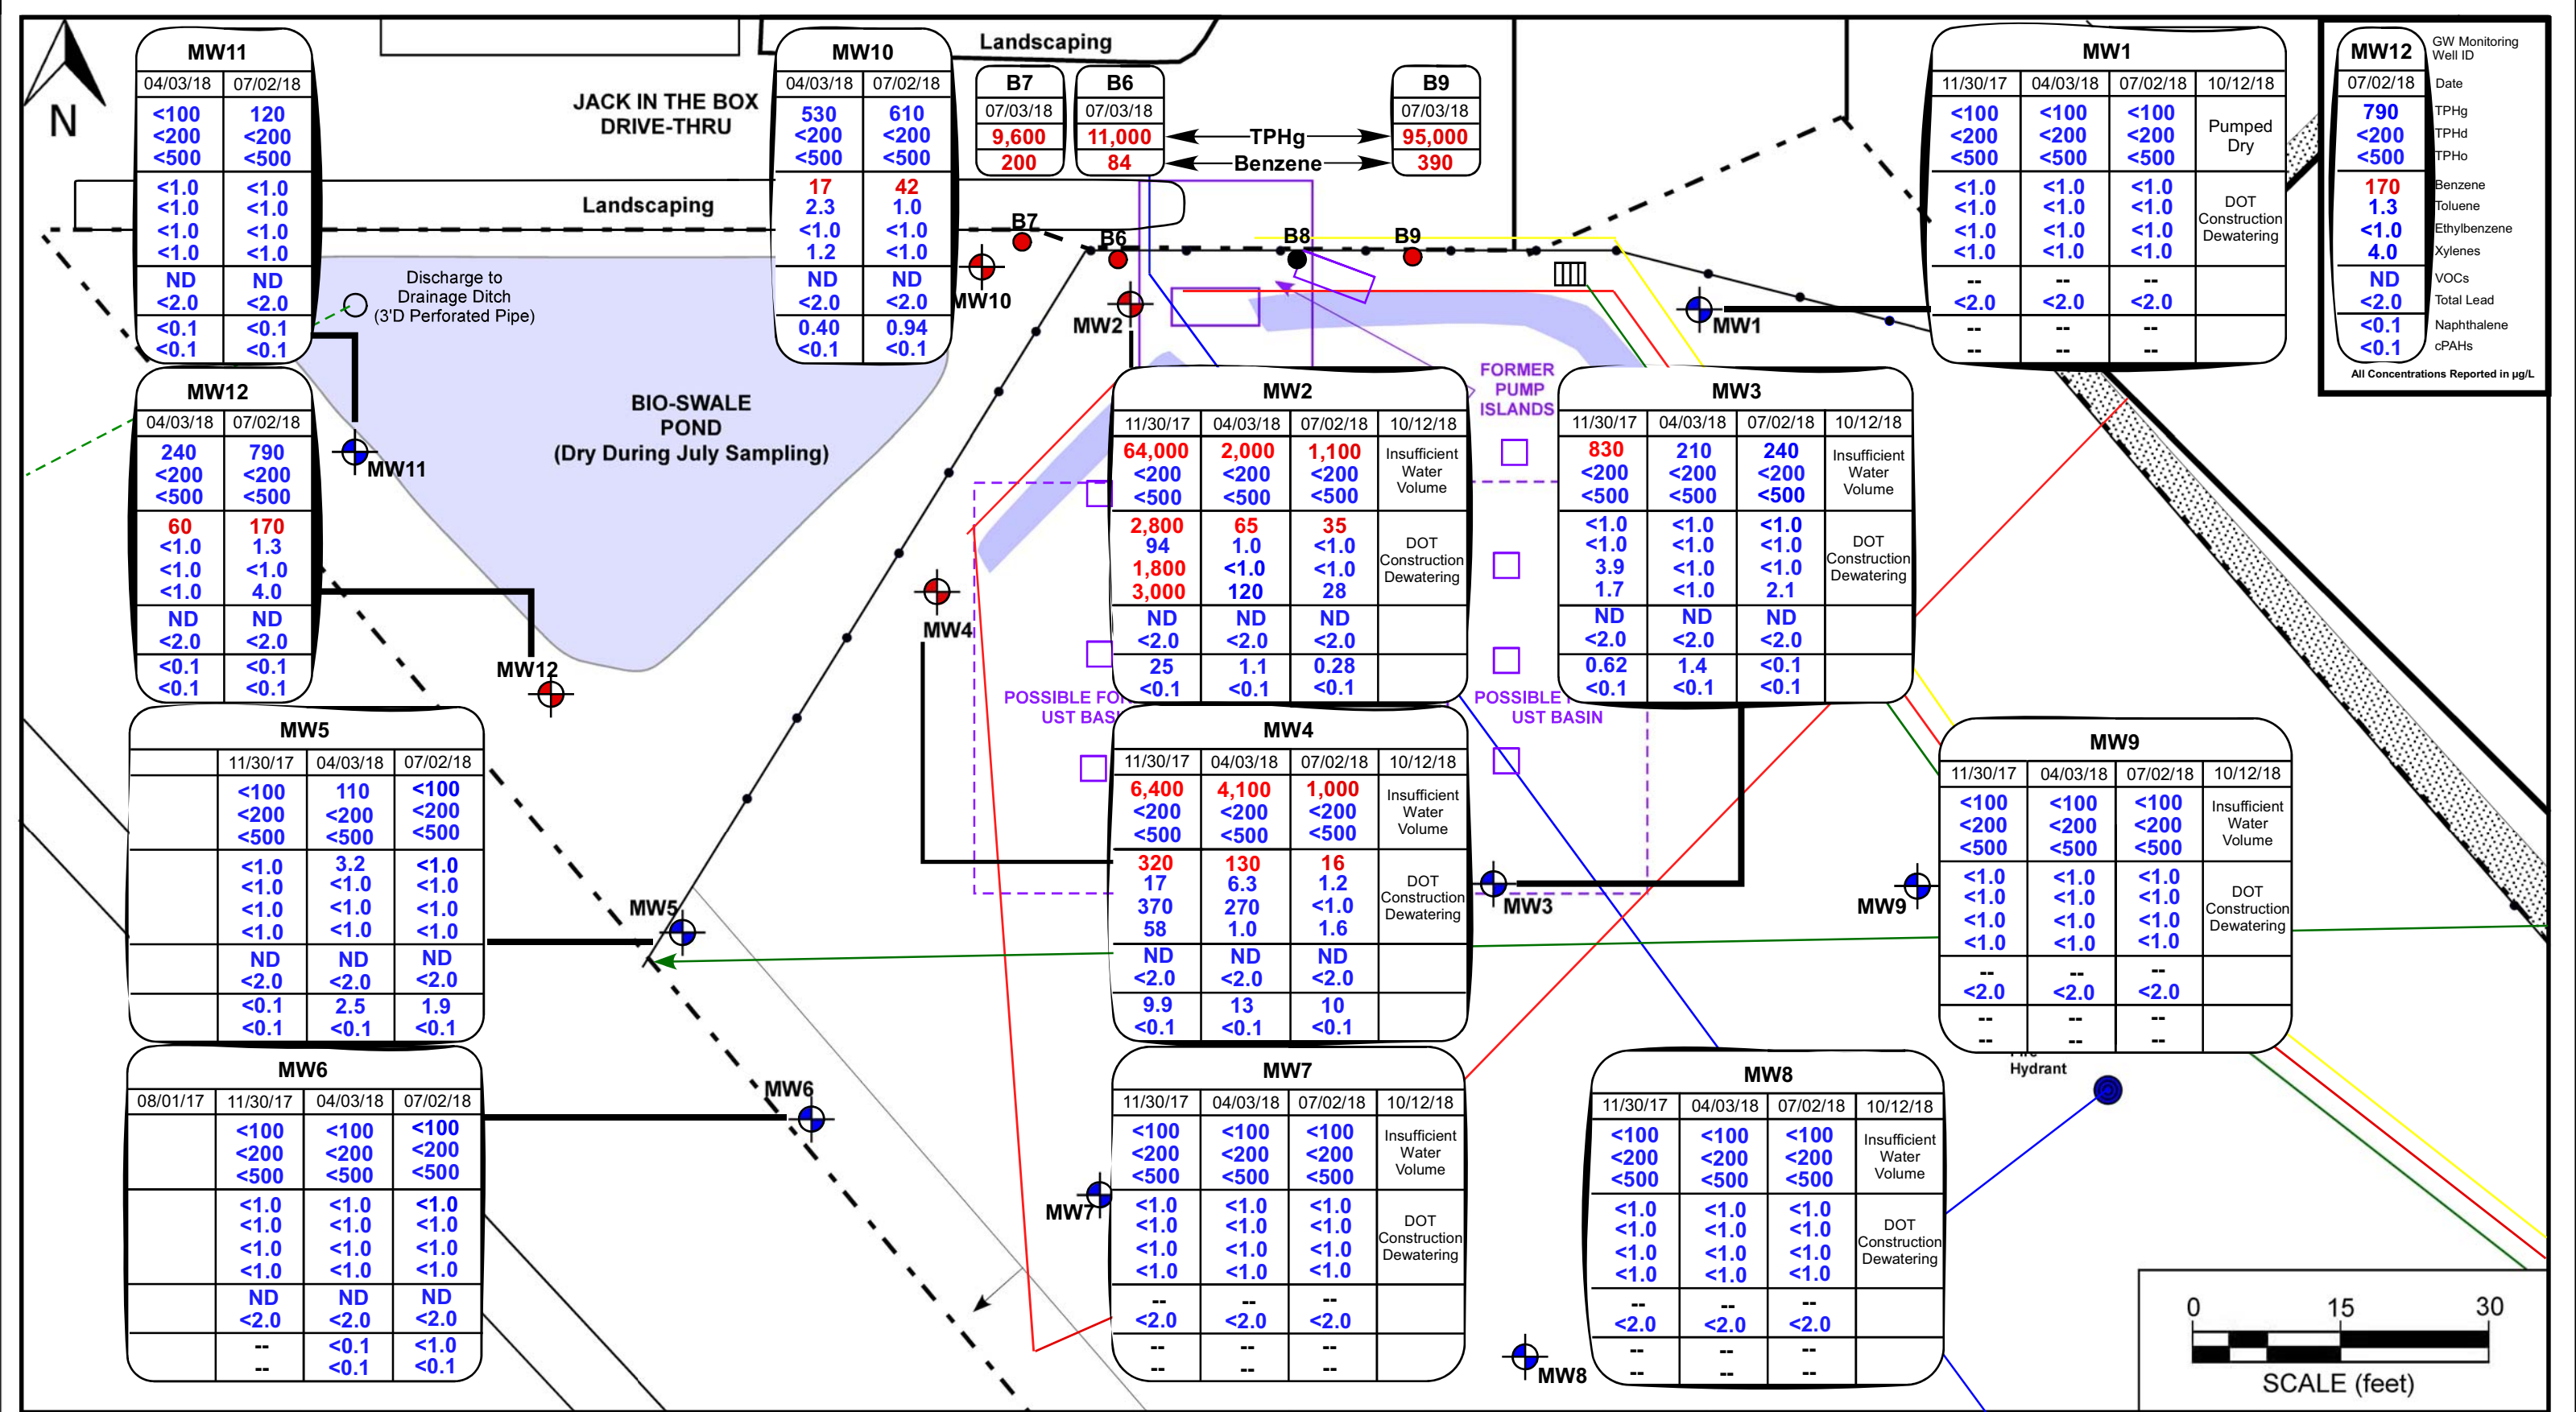 N
JACK IN THE BOX
DRIVE-THRU
Landscaping
Landscaping
Discharge to
Drainage Ditch
(3'D Perforated Pipe)
BIO-SWALE
POND
(Dry During July Sampling)
MW11
04/03/18 07/02/18
<100 120
<200 <200
<500 <500
<1.0 <1.0
<1.0 <1.0
<1.0 <1.0
<1.0 <1.0
ND ND
<2.0 <2.0
<0.1 <0.1
<0.1 <0.1
MW10
04/03/18 07/02/18
530 610
<200 <200
<500 <500
17 42
2.3 1.0
<1.0 <1.0
1.2 <1.0
ND ND
<2.0 <2.0
0.40 0.94
<0.1 <0.1
B7
07/03/18
9,600
200
B6
07/03/18
11,000
84
TPHg
Benzene
B9
07/03/18
95,000
390
MW1
11/30/17 04/03/18 07/02/18 10/12/18
<100 <100 <100 Pumped
<200 <200 <200 Dry
<500 <500 <500
<1.0 <1.0 <1.0 DOT
<1.0 <1.0 <1.0 Construction
<1.0 <1.0 <1.0 Dewatering
<1.0 <1.0 <1.0
-- -- --
<2.0 <2.0 <2.0
-- -- --
-- -- --
MW12 GW Monitoring
Well ID
07/02/18 Date
790 TPHg
<200 TPHd
<500 TPHo
170 Benzene
1.3 Toluene
<1.0 Ethylbenzene
4.0 Xylenes
ND VOCs
<2.0 Total Lead
<0.1 Naphthalene
<0.1 cPAHs
All Concentrations Reported in µg/L
B7
B6
B8
B9
MW10
MW2
MW1
FORMER
PUMP
ISLANDS
MW12
04/03/18 07/02/18
240 790
<200 <200
<500 <500
60 170
<1.0 1.3
<1.0 <1.0
<1.0 4.0
ND ND
<2.0 <2.0
<0.1 <0.1
<0.1 <0.1
MW2
11/30/17 04/03/18 07/02/18 10/12/18
64,000 2,000 1,100 Insufficient
<200 <200 <200 Water
<500 <500 <500 Volume
2,800 65 35
94 1.0 <1.0 DOT
1,800 <1.0 <1.0 Construction
3,000 120 28 Dewatering
ND ND ND
<2.0 <2.0 <2.0
25 1.1 0.28
<0.1 <0.1 <0.1
MW3
11/30/17 04/03/18 07/02/18 10/12/18
830 210 240 Insufficient
<200 <200 <200 Water
<500 <500 <500 Volume
<1.0 <1.0 <1.0
<1.0 <1.0 <1.0 DOT
3.9 <1.0 <1.0 Construction
1.7 <1.0 2.1 Dewatering
ND ND ND
<2.0 <2.0 <2.0
0.62 1.4 <0.1
<0.1 <0.1 <0.1
MW11
MW4
MW12
POSSIBLE
UST
POSSIBLE
UST BASIN
MW5
11/30/17 04/03/18 07/02/18
<100 110 <100
<200 <200 <200
<500 <500 <500
<1.0 3.2 <1.0
<1.0 <1.0 <1.0
<1.0 <1.0 <1.0
<1.0 <1.0 <1.0
ND ND ND
<2.0 <2.0 <2.0
<0.1 2.5 1.9
<0.1 <0.1 <0.1
MW4
11/30/17 04/03/18 07/02/18 10/12/18
6,400 4,100 1,000 Insufficient
<200 <200 <200 Water
<500 <500 <500 Volume
320 130 16
17 6.3 1.2 DOT
370 270 <1.0 Construction
58 1.0 1.6 Dewatering
ND ND ND
<2.0 <2.0 <2.0
9.9 13 10
<0.1 <0.1 <0.1
MW9
11/30/17 04/03/18 07/02/18 10/12/18
<100 <100 <100 Insufficient
<200 <200 <200 Water
<500 <500 <500 Volume
<1.0 <1.0 <1.0
<1.0 <1.0 <1.0 DOT
<1.0 <1.0 <1.0 Construction
<1.0 <1.0 <1.0 Dewatering
-- -- --
<2.0 <2.0 <2.0
-- -- --
-- -- --
MW5
MW3
MW9
Hydrant
MW6
08/01/17 11/30/17 04/03/18 07/02/18
<100 <100 <100
<200 <200 <200
<500 <500 <500
<1.0 <1.0 <1.0
<1.0 <1.0 <1.0
<1.0 <1.0 <1.0
<1.0 <1.0 <1.0
ND ND ND
<2.0 <2.0 <2.0
-- <0.1 <1.0
-- <0.1 <0.1
MW6
MW7
11/30/17 04/03/18 07/02/18 10/12/18
<100 <100 <100 Insufficient
<200 <200 <200 Water
<500 <500 <500 Volume
<1.0 <1.0 <1.0
<1.0 <1.0 <1.0 DOT
<1.0 <1.0 <1.0 Construction
<1.0 <1.0 <1.0 Dewatering
-- -- --
<2.0 <2.0 <2.0
-- -- --
-- -- --
MW8
11/30/17 04/03/18 07/02/18 10/12/18
<100 <100 <100 Insufficient
<200 <200 <200 Water
<500 <500 <500 Volume
<1.0 <1.0 <1.0
<1.0 <1.0 <1.0 DOT
<1.0 <1.0 <1.0 Construction
<1.0 <1.0 <1.0 Dewatering
-- -- --
<2.0 <2.0 <2.0
-- -- --
-- -- --
MW7
MW8
0 15 30
SCALE (feet)